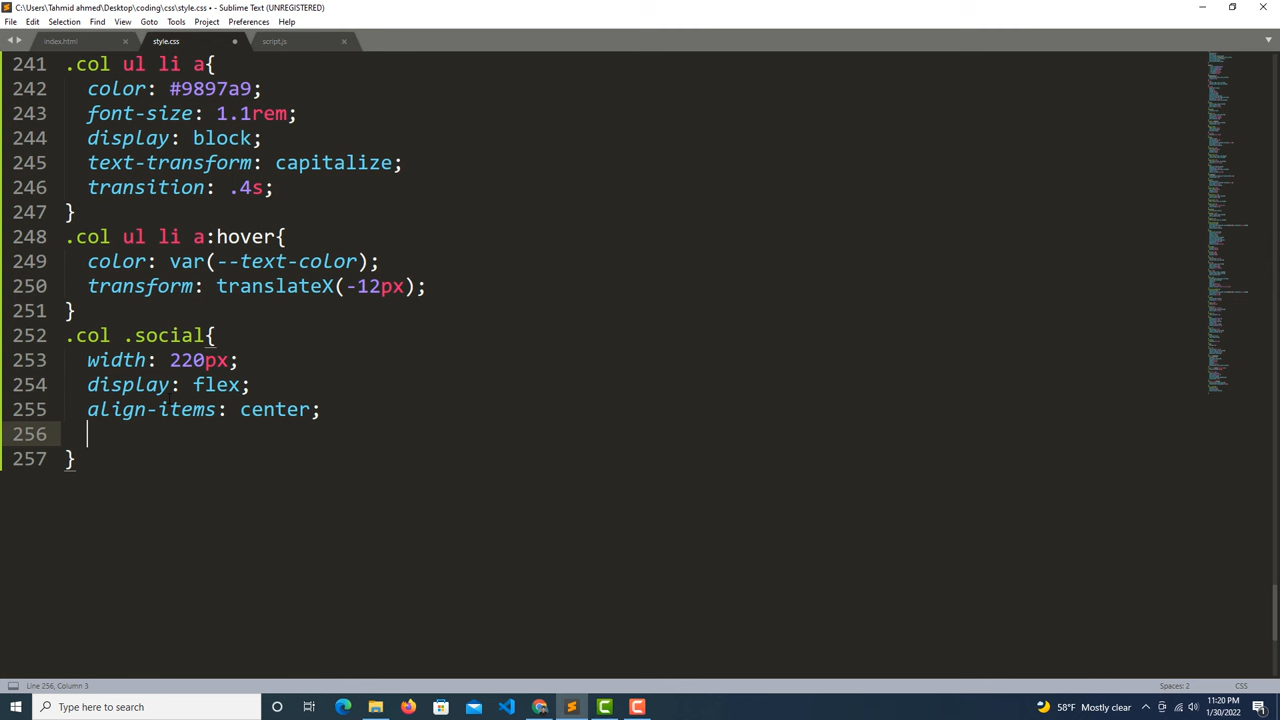 C:\Users\Tahmid ahmed\Desktop\coding\css\style.css • - Sublime Text (UNREGISTERED)
File Edit Selection Find View Goto Tools Project Preferences Help
index.html style.css script.js
241 .col ul li a{
242 color: #9897a9;
243 font-size: 1.1rem;
244 display: block;
245 text-transform: capitalize;
246 transition: .4s;
247 }
248 .col ul li a:hover{
249 color: var(--text-color);
250 transform: translateX(-12px);
251 }
252 .col .social{
253 width: 220px;
254 display: flex;
255 align-items: center;
256
257 }
Line 256, Column 3 Spaces: 2 CSS
Type here to search 58°F Mostly clear 11:20 PM
1/30/2022